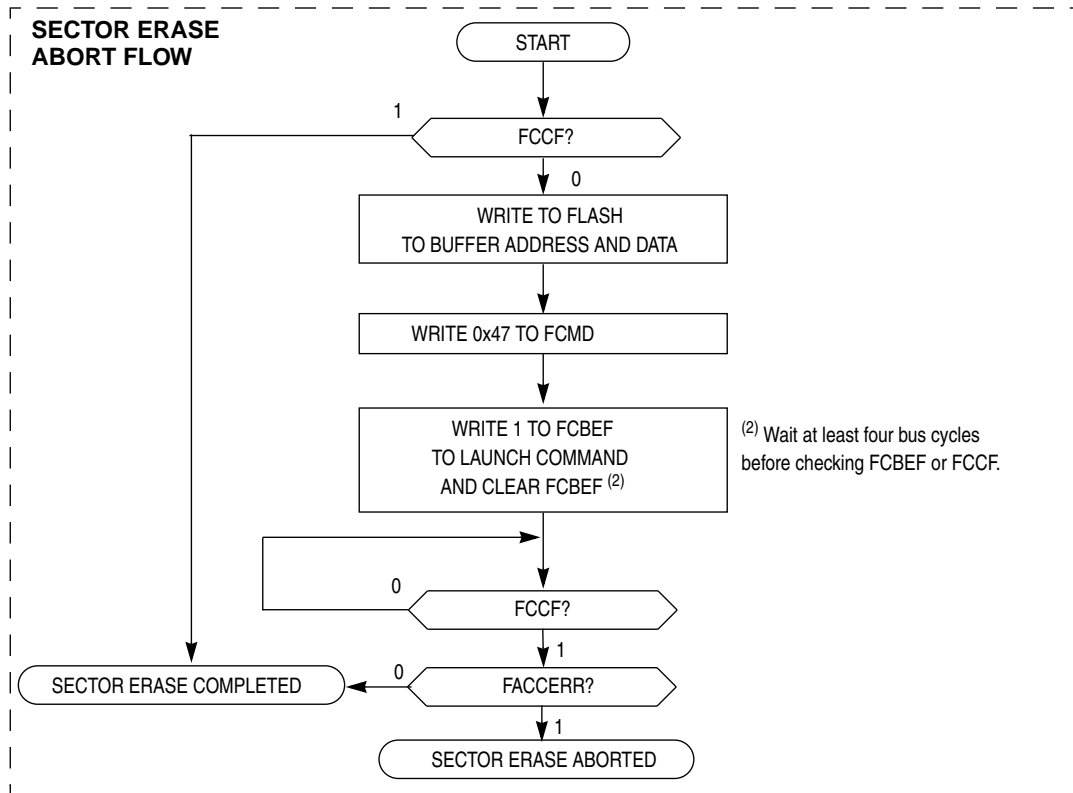 SECTOR ERASE
ABORT FLOW
START
1
FCCF?
0
WRITE TO FLASH
TO BUFFER ADDRESS AND DATA
WRITE 0x47 TO FCMD
WRITE 1 TO FCBEF
TO LAUNCH COMMAND
AND CLEAR FCBEF (2)
(2) Wait at least four bus cycles
before checking FCBEF or FCCF.
0
FCCF?
1
0
SECTOR ERASE COMPLETED
FACCERR?
1
SECTOR ERASE ABORTED